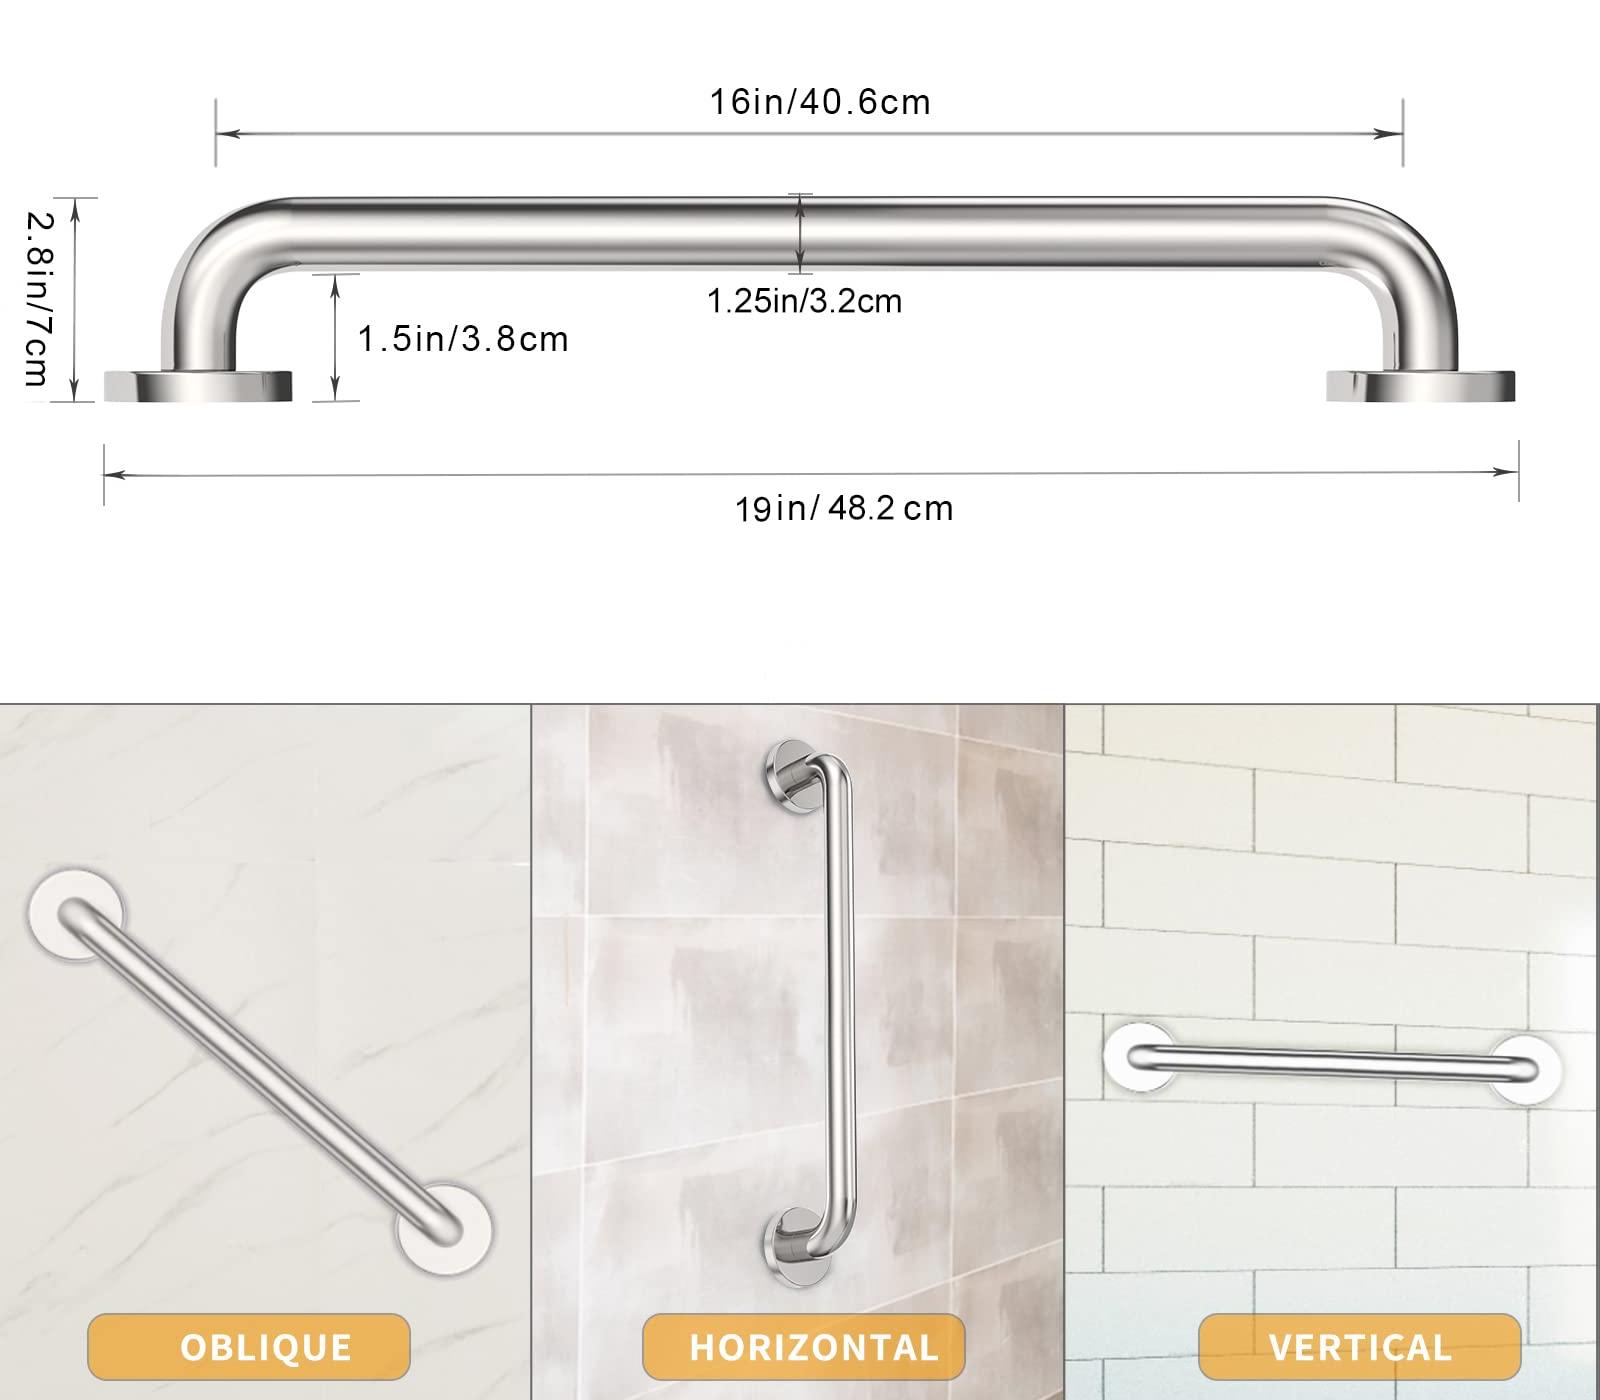 16in/40.6cm
2.8in/7cm
1.25in/3.2cm
1.5in/3.8cm
19in/ 48.2 cm
OBLIQUE
HORIZONTAL
VERTICAL